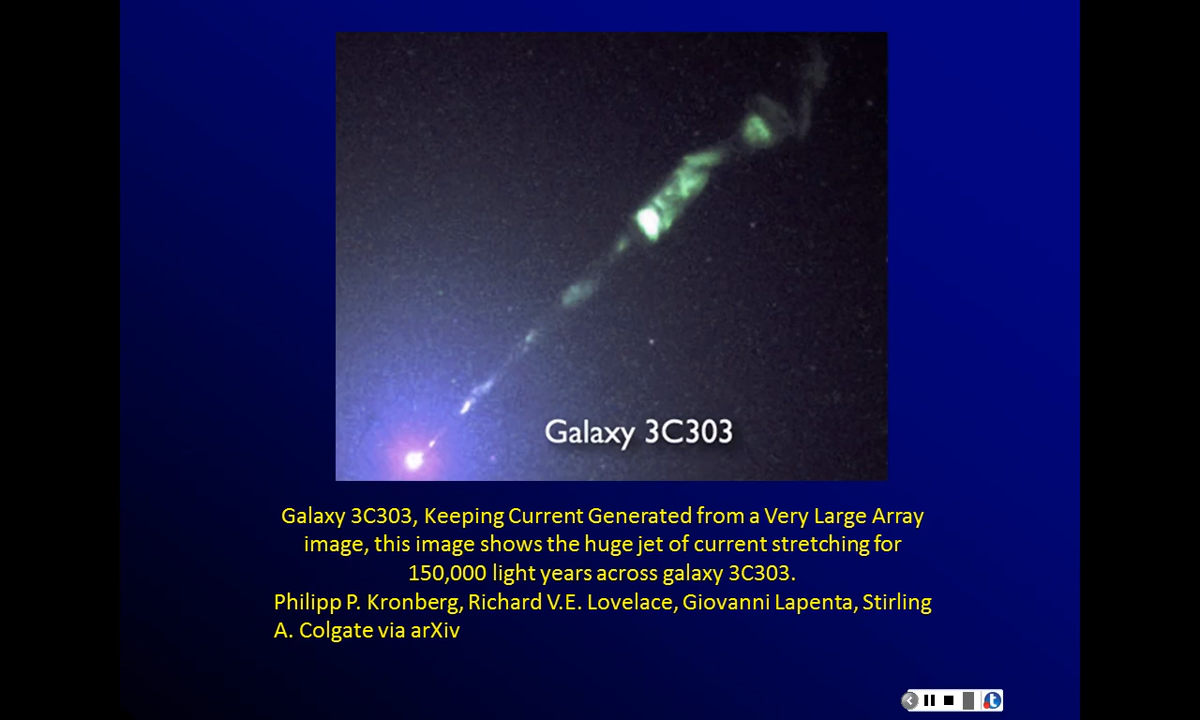 Galaxy 3C303
Galaxy 3C303, Keeping Current Generated from a Very Large Array
image, this image shows the huge jet of current stretching for
150,000 light years across galaxy 3C303.
Philipp P. Kronberg, Richard V.E. Lovelace, Giovanni Lapenta, Stirling
A. Colgate via arXiv